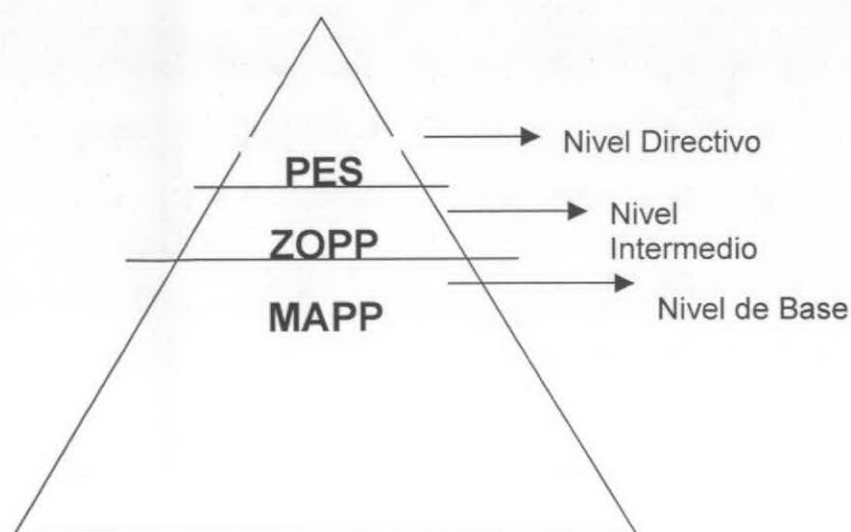 Nivel Directivo
PES
Nivel
Intermedio
ZOPP
Nivel de Base
MAPP